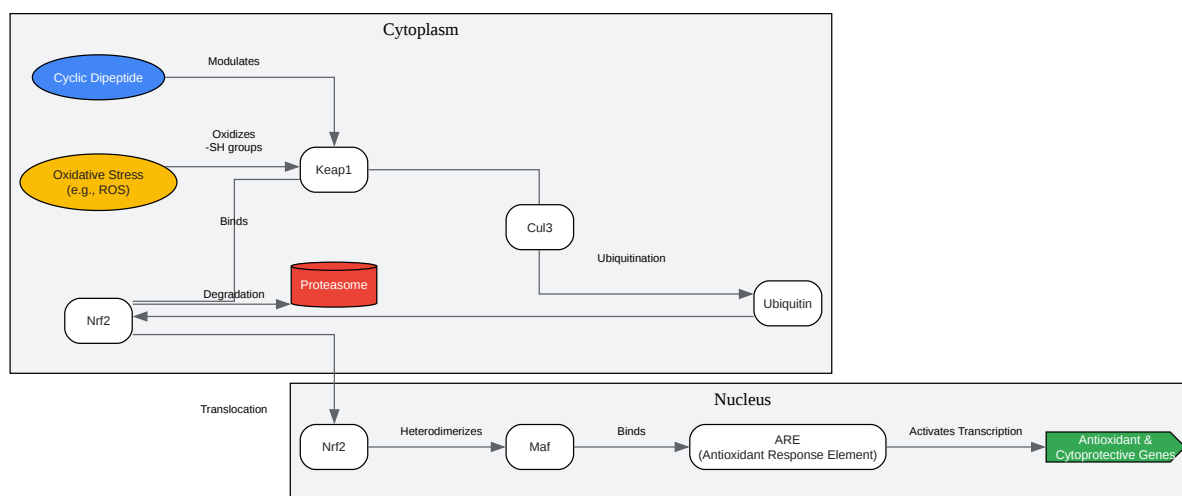 Cytoplasm
Modulates
Cyclic Dipeptide
Oxidizes
-SH groups
Keap1
Oxidative Stress
(e.g., ROS)
Binds
Cul3
Ubiquitination
Proteasome
Degradation
Ubiquitin
Nrf2
Nucleus
Translocation
Nrf2
Heterodimerizes
Maf
Binds
ARE
(Antioxidant Response Element)
Activates Transcription
Antioxidant &
Cytoprotective Genes